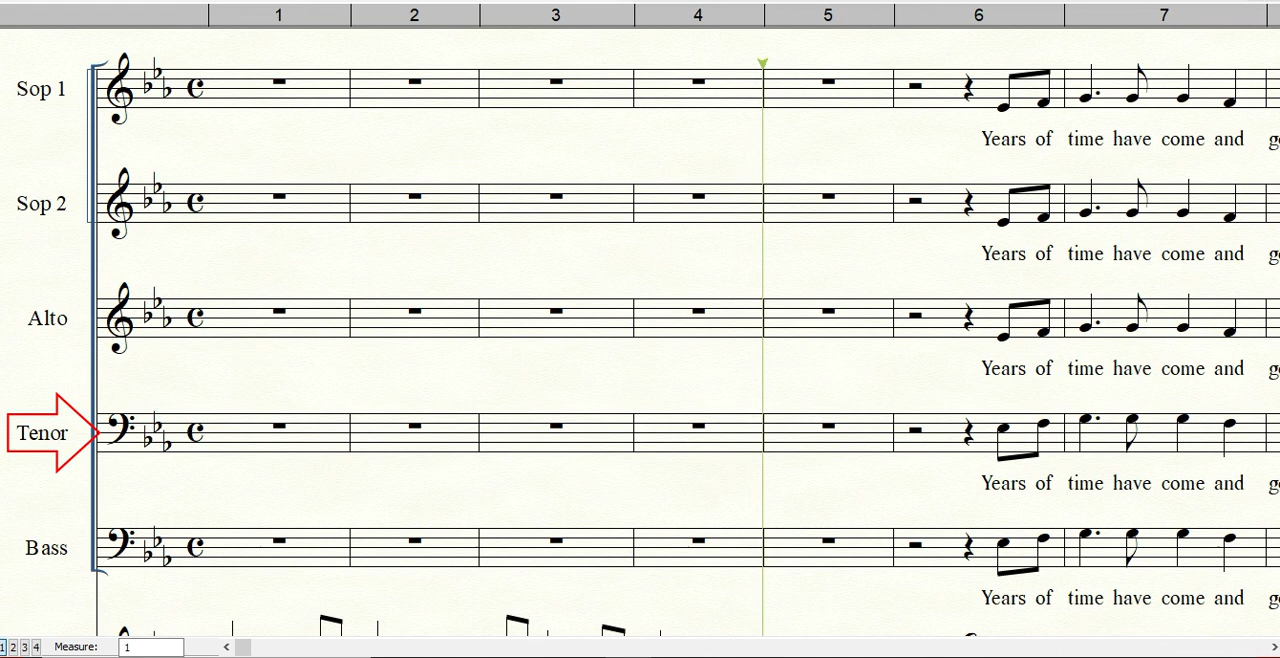 1 2 3 4 5 6 7
Sop 1
Years of time have come and
Sop 2
Years of time have come and
Alto
Years of time have come and
Tenor
Years of time have come and
Bass
Years of time have come and
1 2 3 4 Measure: 1